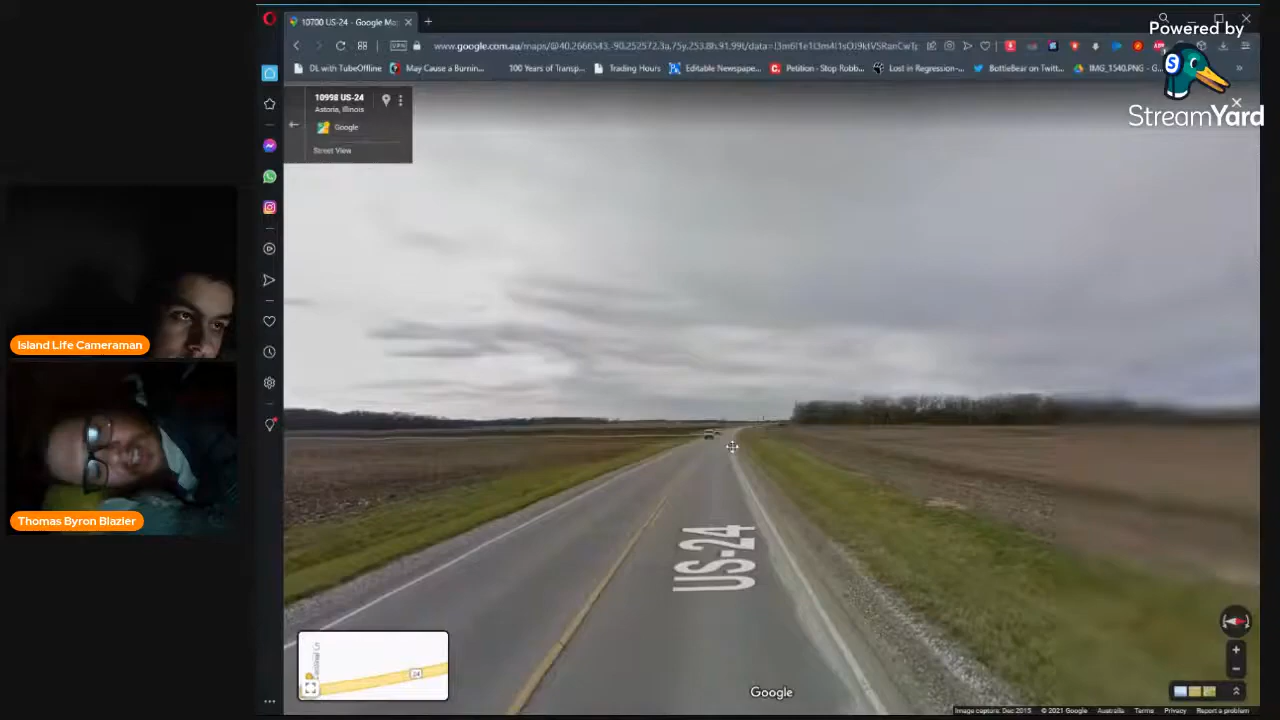 10700 US-24 - Google Ma
Powered by
StreamYard
VPN
www.google.com.au/maps/@40.2666543,-90.252572,3a,75y,253.8h,91.99t/data=
DL with TubeOffline
May Cause a Burn...
100 Years of Transp...
Trading Hours
Editable Newspape...
Petition - Stop Robb...
Lost in Regression-...
BottleBear on Twitt...
IMG_1540.PNG - G...
10998 US-24
Astoria, Illinois
Google
Street View
Island Life Cameraman
Thomas Byron Blazier
US-24
24
Google
Image capture: Dec 2015 © 2021 Google Australia Terms Privacy Report a problem